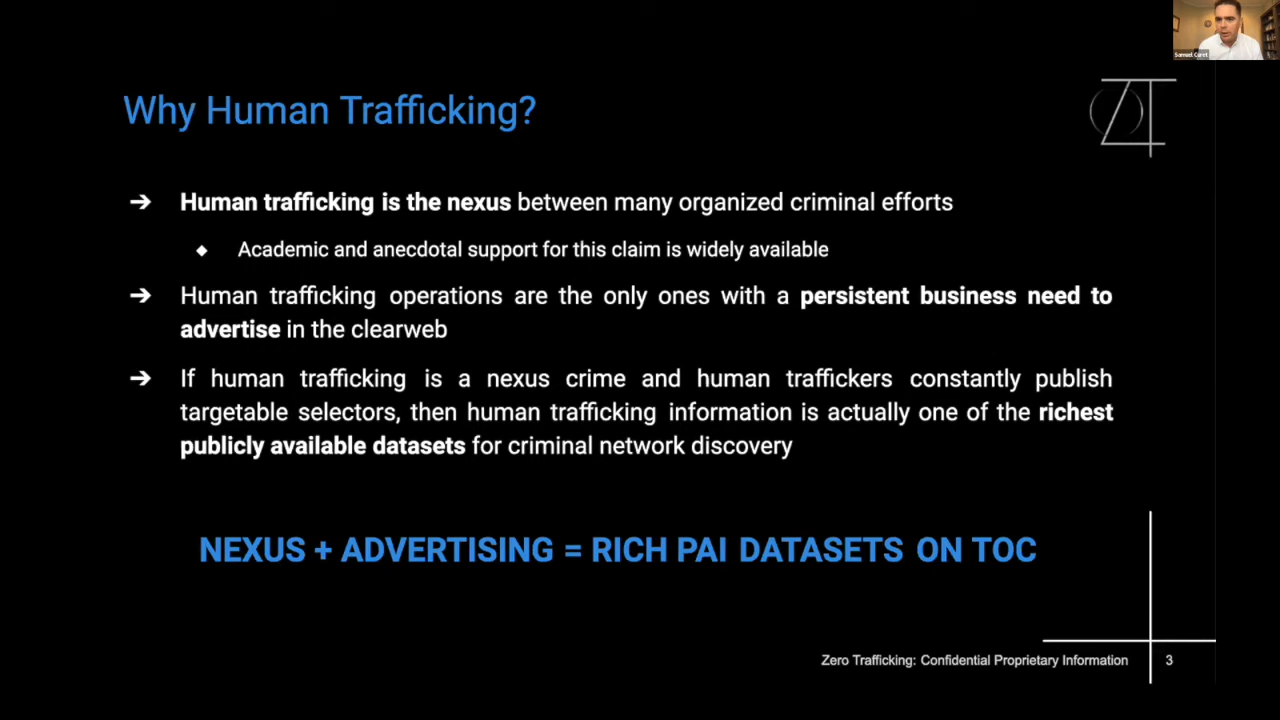 Samuel Curet
Why Human Trafficking?
ZT
➔ Human trafficking is the nexus between many organized criminal efforts
◆ Academic and anecdotal support for this claim is widely available
➔ Human trafficking operations are the only ones with a persistent business need to
advertise in the clearweb
➔ If human trafficking is a nexus crime and human traffickers constantly publish
targetable selectors, then human trafficking information is actually one of the richest
publicly available datasets for criminal network discovery
NEXUS + ADVERTISING = RICH PAI DATASETS ON TOC
Zero Trafficking: Confidential Proprietary Information 3